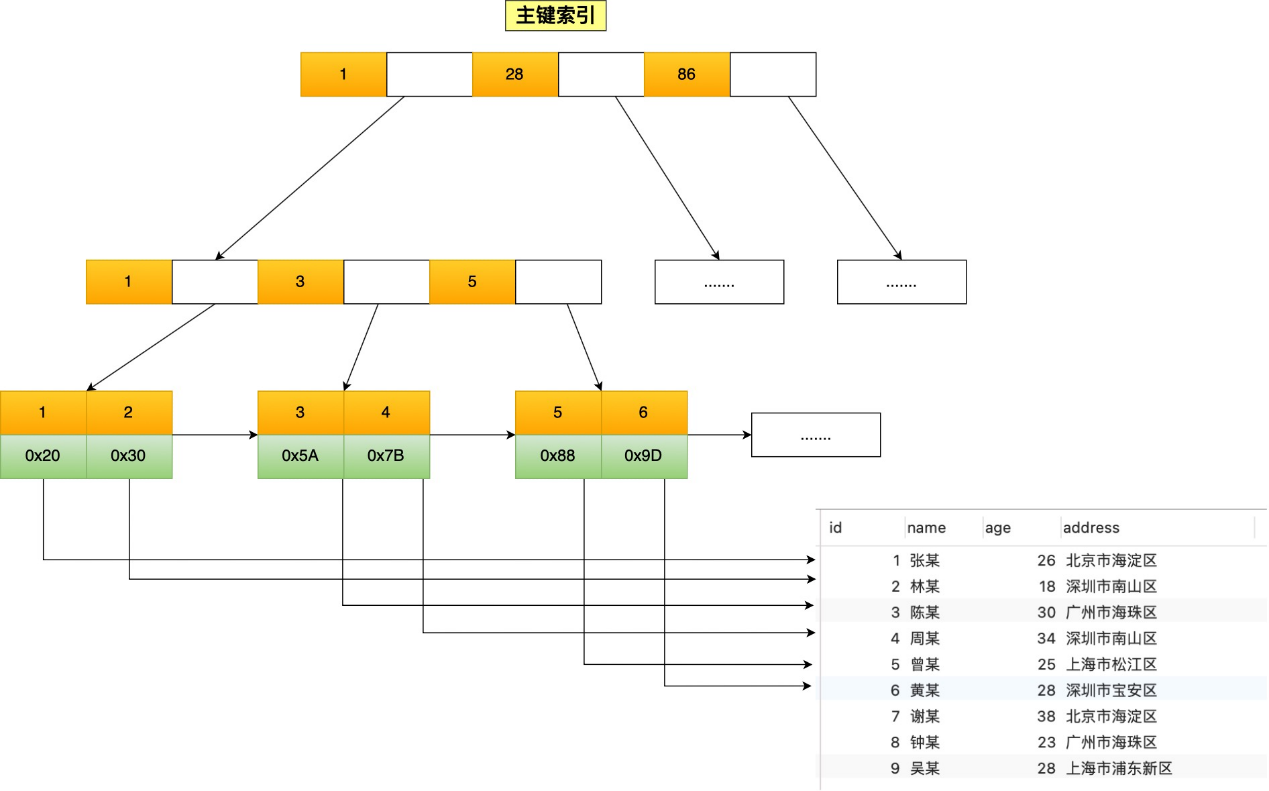 主键索引
1 28 86
1 3 5 ....... .......
1 2 3 4 5 6
.......
0x20 0x30 0x5A 0x7B 0x88 0x9D
id name age address
1 张某 26 北京市海淀区
2 林某 18 深圳市南山区
3 陈某 30 广州市海珠区
4 周某 34 深圳市南山区
5 曾某 25 上海市松江区
6 黄某 28 深圳市宝安区
7 谢某 38 北京市海淀区
8 钟某 23 广州市海珠区
9 吴某 28 上海市浦东新区